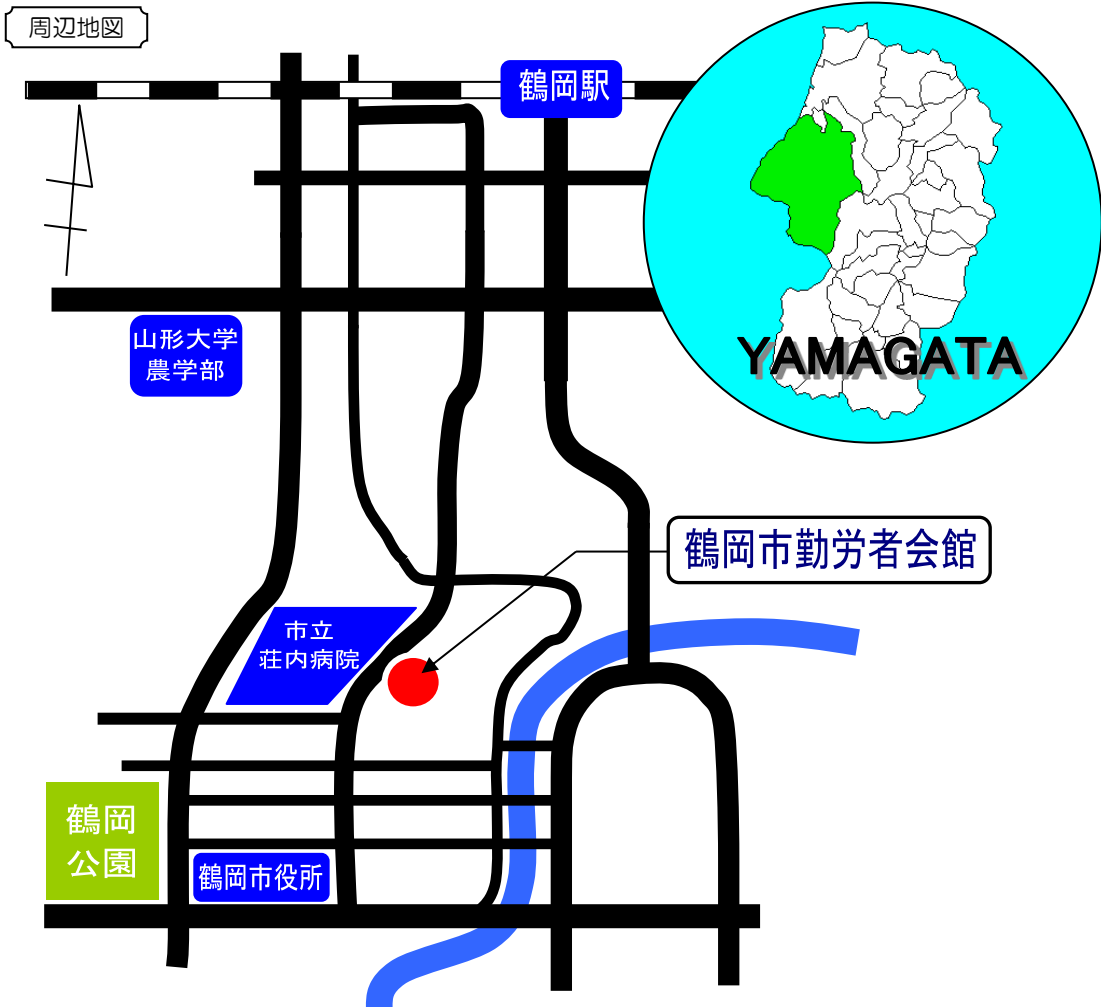 周辺地図
鶴岡駅
山形大学
農学部
YAMAGATA
鶴岡市勤労者会館
市立
荘内病院
鶴岡
公園
鶴岡市役所